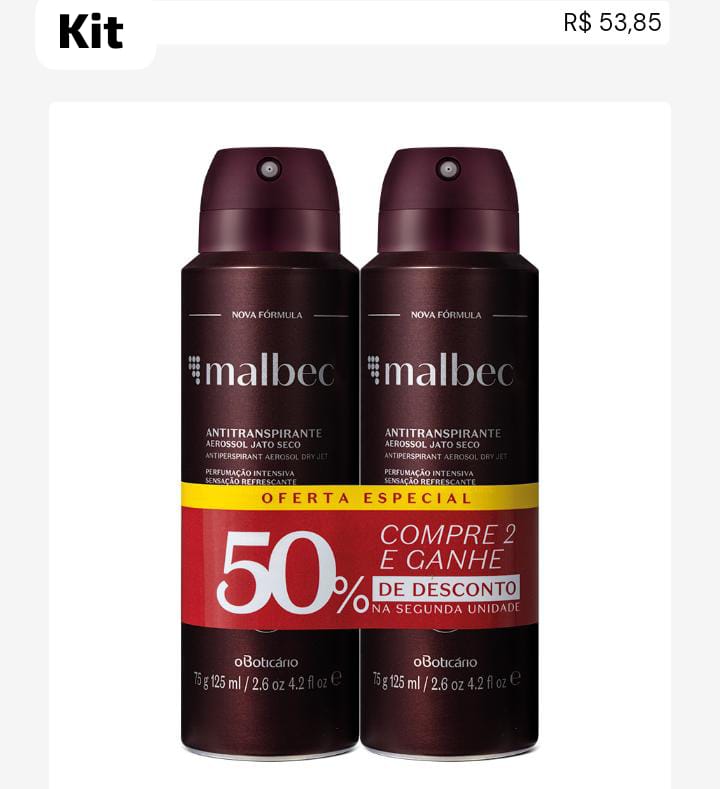 Kit
R$ 53,85
NOVA FÓRMULA
malbec
ANTITRANSPIRANTE
AEROSSOL JATO SECO
ANTIPERSPIRANT AEROSOL DRY JET
PERFUMAÇÃO INTENSIVA
SENSAÇÃO REFRESCANTE
NOVA FÓRMULA
malbec
ANTITRANSPIRANTE
AEROSSOL JATO SECO
ANTIPERSPIRANT AEROSOL DRY JET
PERFUMAÇÃO INTENSIVA
SENSAÇÃO REFRESCANTE
OFERTA ESPECIAL
50%
COMPRE 2
E GANHE
DE DESCONTO
NA SEGUNDA UNIDADE
oBoticário
75 g 125 ml / 2.6 oz 4.2 fl oz ℮
oBoticário
75 g 125 ml / 2.6 oz 4.2 fl oz ℮